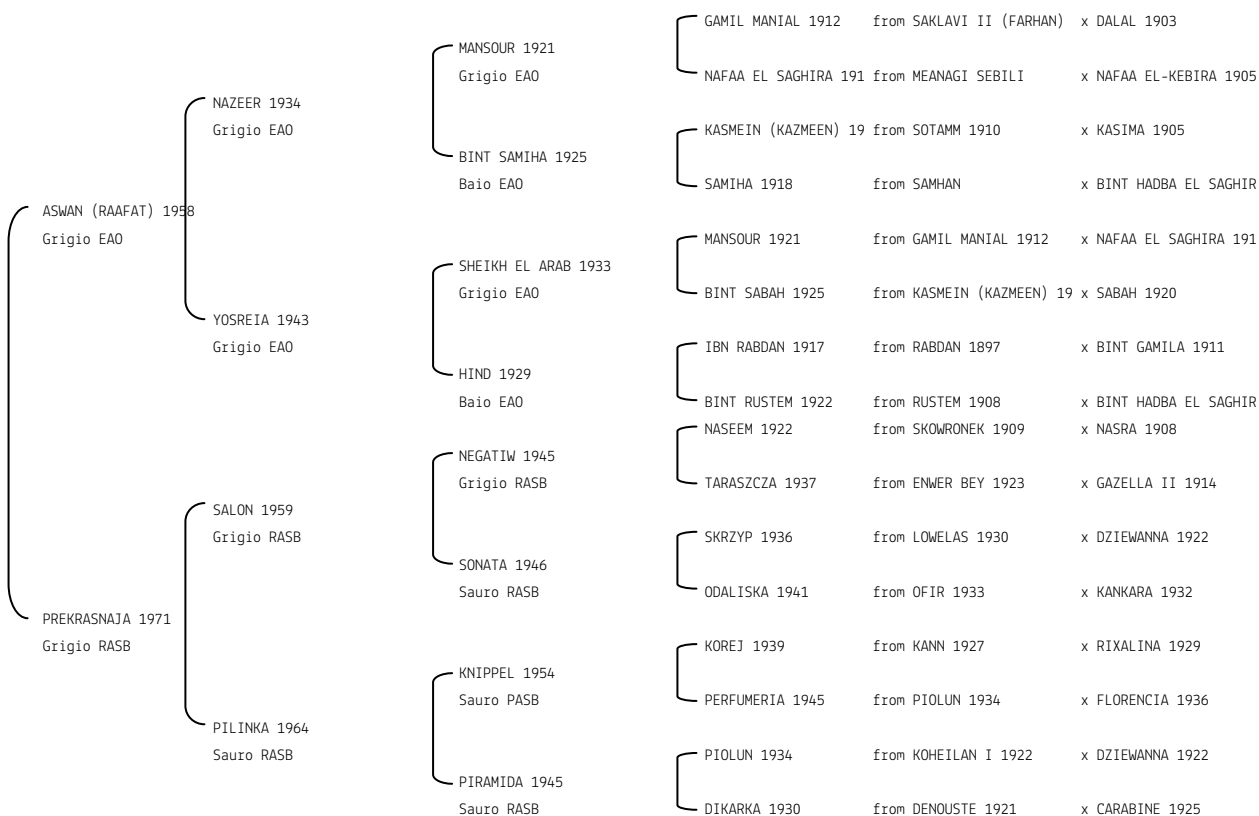 GAMIL MANIAL 1912 from SAKLAVI II (FARHAN) x DALAL 1903
MANSOUR 1921
Grigio EAO
NAFAA EL SAGHIRA 191 from MEANAGI SEBILI x NAFAA EL-KEBIRA 1905
NAZEER 1934
Grigio EAO
KASMEIN (KAZMEEN) 19 from SOTAMM 1910 x KASIMA 1905
BINT SAMIHA 1925
Baio EAO
SAMIHA 1918 from SAMHAN x BINT HADBA EL SAGHIR
ASWAN (RAAFAT) 1958
Grigio EAO
MANSOUR 1921 from GAMIL MANIAL 1912 x NAFAA EL SAGHIRA 191
SHEIKH EL ARAB 1933
Grigio EAO
BINT SABAH 1925 from KASMEIN (KAZMEEN) 19 x SABAH 1920
YOSREIA 1943
Grigio EAO
IBN RABDAN 1917 from RABDAN 1897 x BINT GAMILA 1911
HIND 1929
Baio EAO
BINT RUSTEM 1922 from RUSTEM 1908 x BINT HADBA EL SAGHIR
NASEEM 1922 from SKOWRONEK 1909 x NASRA 1908
NEGATIW 1945
Grigio RASB
TARASZCZA 1937 from ENWER BEY 1923 x GAZELLA II 1914
SALON 1959
Grigio RASB
SKRZYP 1936 from LOWELAS 1930 x DZIEWANNA 1922
SONATA 1946
Sauro RASB
ODALISKA 1941 from OFIR 1933 x KANKARA 1932
PREKRASNAJA 1971
Grigio RASB
KOREJ 1939 from KANN 1927 x RIXALINA 1929
KNIPPEL 1954
Sauro PASB
PERFUMERIA 1945 from PIOLUN 1934 x FLORENCIA 1936
PILINKA 1964
Sauro RASB
PIOLUN 1934 from KOHEILAN I 1922 x DZIEWANNA 1922
PIRAMIDA 1945
Sauro RASB
DIKARKA 1930 from DENOUSTE 1921 x CARABINE 1925